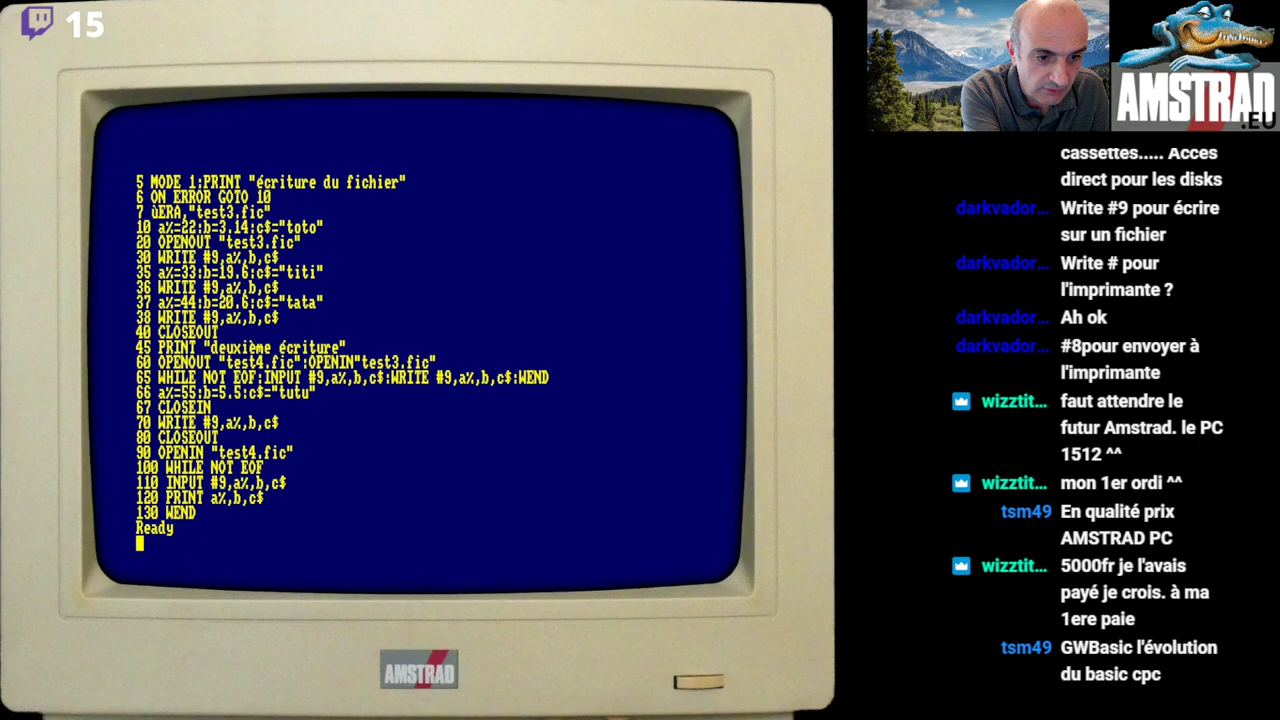 15
5 MODE 1:PRINT "écriture du fichier"
6 ON ERROR GOTO 10
7 ùERA,"test3.fic"
10 a%=22:b=3.14:c$="toto"
20 OPENOUT "test3.fic"
30 WRITE #9,a%,b,c$
35 a%=33:b=19.6:c$="titi"
36 WRITE #9,a%,b,c$
37 a%=44:b=20.6:c$="tata"
38 WRITE #9,a%,b,c$
40 CLOSEOUT
45 PRINT "deuxième écriture"
60 OPENOUT "test4.fic":OPENIN"test3.fic"
65 WHILE NOT EOF:INPUT #9,a%,b,c$:WRITE #9,a%,b,c$:WEND
66 a%=55:b=5.5:c$="tutu"
67 CLOSEIN
70 WRITE #9,a%,b,c$
80 CLOSEOUT
90 OPENIN "test4.fic"
100 WHILE NOT EOF
110 INPUT #9,a%,b,c$
120 PRINT a%,b,c$
130 WEND
Ready
AMSTRAD
AMSTRAD
.EU
cassettes..... Acces
direct pour les disks
darkvador... Write #9 pour écrire
sur un fichier
darkvador... Write # pour
l'imprimante ?
darkvador... Ah ok
darkvador... #8pour envoyer à
l'imprimante
wizztit... faut attendre le
futur Amstrad. le PC
1512 ^^
wizztit... mon 1er ordi ^^
tsm49 En qualité prix
AMSTRAD PC
wizztit... 5000fr je l'avais
payé je crois. à ma
1ere paie
tsm49 GWBasic l'évolution
du basic cpc